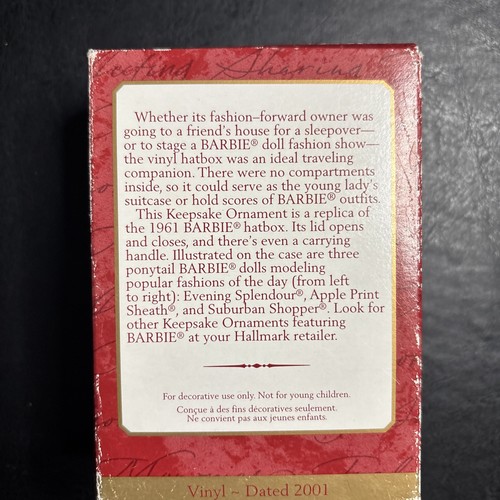 eeting Sharing
Whether its fashion–forward owner was
going to a friend's house for a sleepover—
or to stage a BARBIE® doll fashion show—
the vinyl hatbox was an ideal traveling
companion. There were no compartments
inside, so it could serve as the young lady's
suitcase or hold scores of BARBIE® outfits.
This Keepsake Ornament is a replica of
the 1961 BARBIE® hatbox. Its lid opens
and closes, and there's even a carrying
handle. Illustrated on the case are three
ponytail BARBIE® dolls modeling
popular fashions of the day (from left
to right): Evening Splendour®, Apple Print
Sheath®, and Suburban Shopper®. Look for
other Keepsake Ornaments featuring
BARBIE® at your Hallmark retailer.
For decorative use only. Not for young children.
Conçue à des fins décoratives seulement.
Ne convient pas aux jeunes enfants.
Vinyl ~ Dated 2001